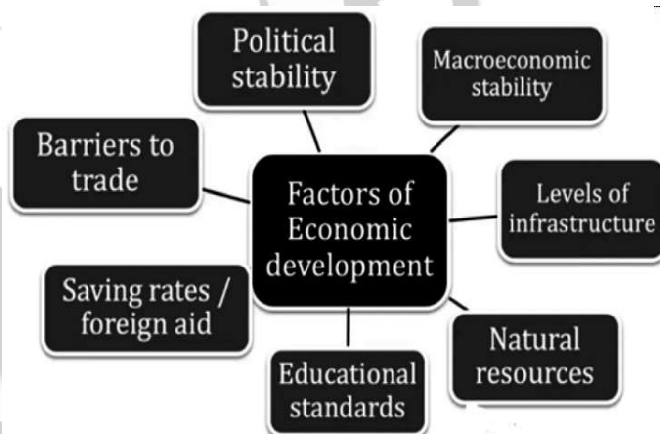 Political
stability
Macroeconomic
stability
Barriers to
trade
Factors of
Economic
development
Levels of
infrastructure
Saving rates /
foreign aid
Educational
standards
Natural
resources